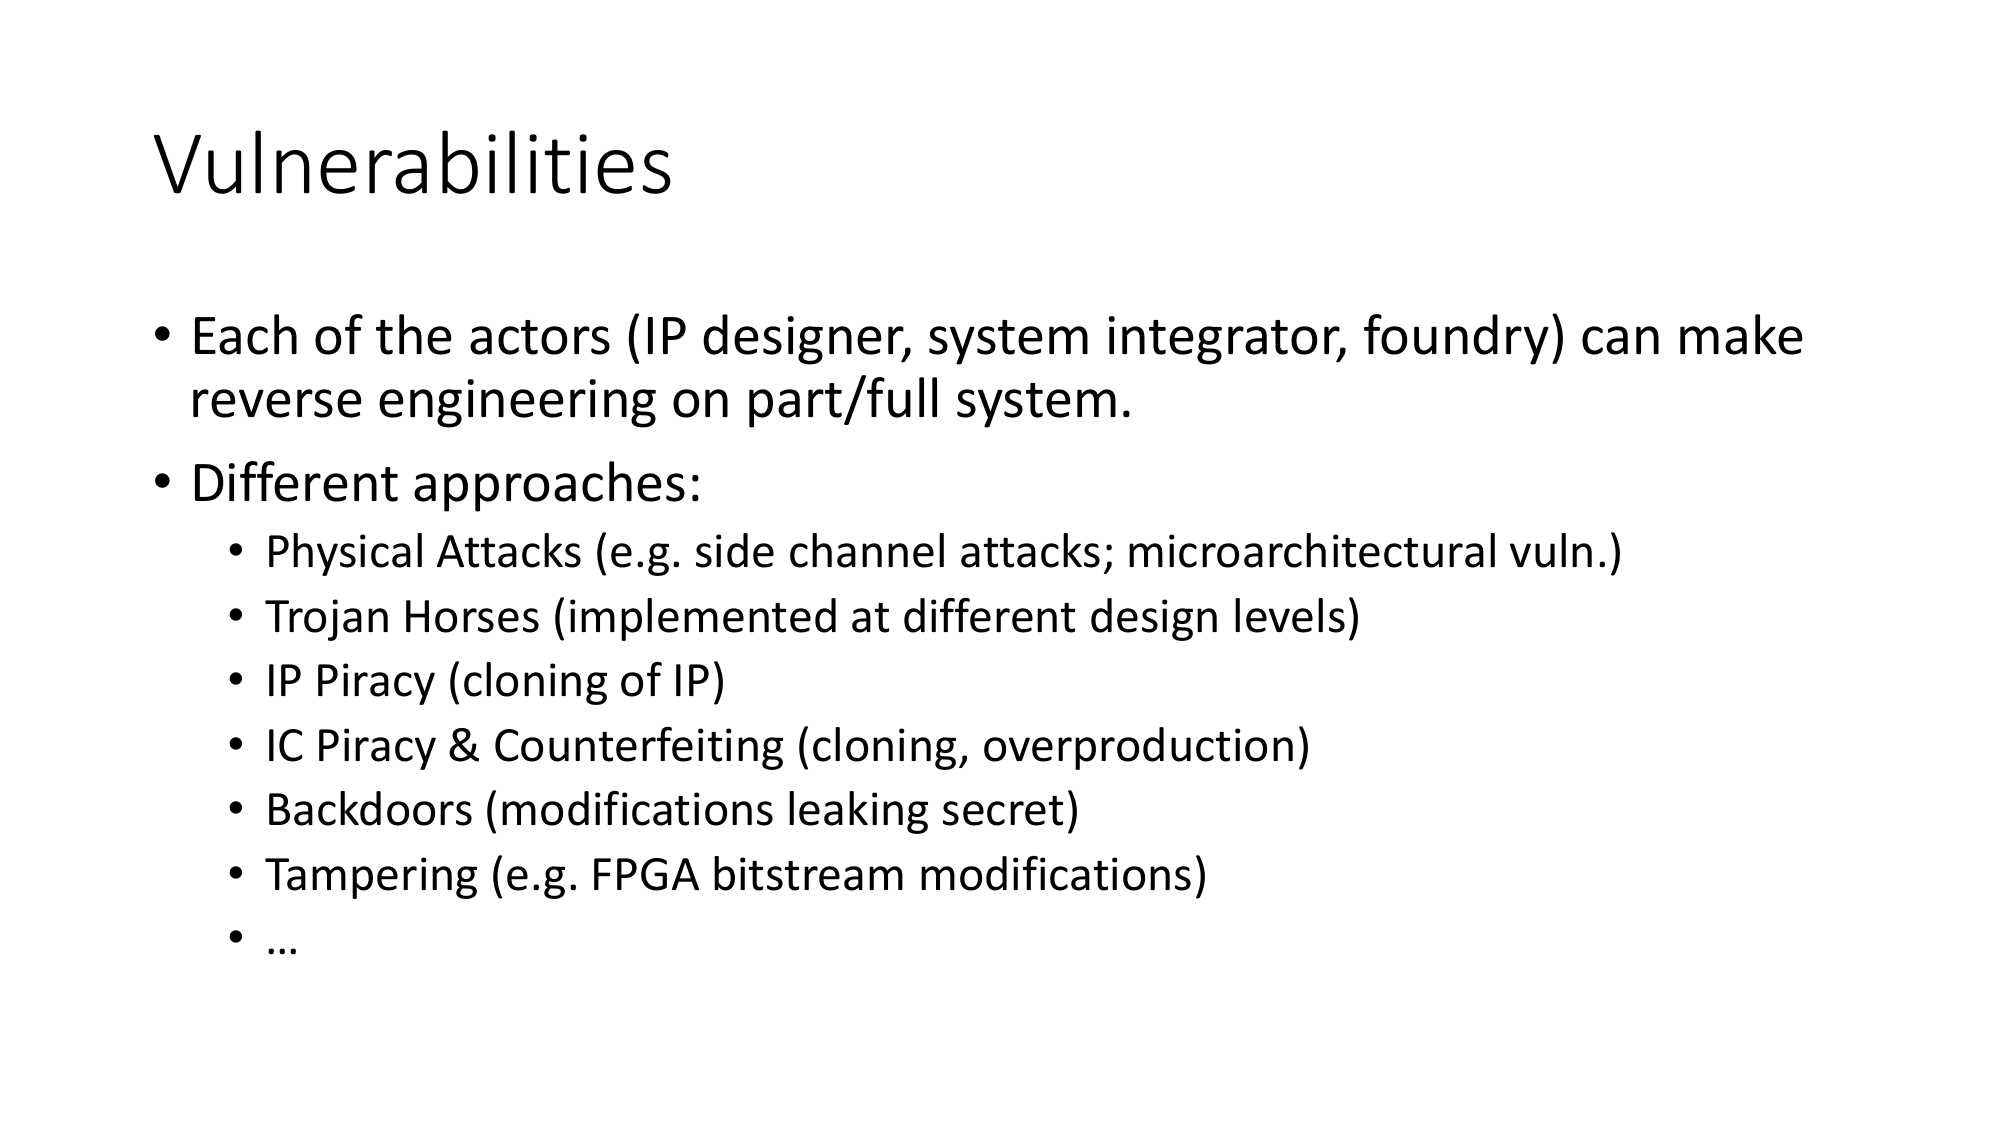 Vulnerabilities
• Each of the actors (IP designer, system integrator, foundry) can make
reverse engineering on part/full system.
• Different approaches:
• Physical Attacks (e.g. side channel attacks; microarchitectural vuln.)
• Trojan Horses (implemented at different design levels)
• IP Piracy (cloning of IP)
• IC Piracy & Counterfeiting (cloning, overproduction)
• Backdoors (modifications leaking secret)
• Tampering (e.g. FPGA bitstream modifications)
• …